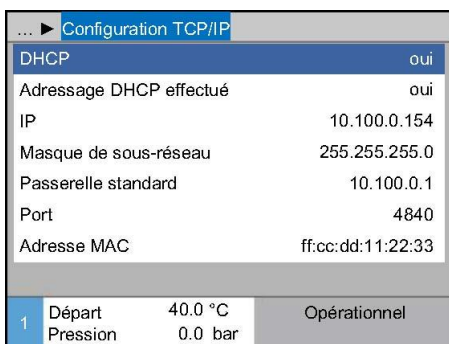 ... ► Configuration TCP/IP
DHCP oui
Adressage DHCP effectué oui
IP 10.100.0.154
Masque de sous-réseau 255.255.255.0
Passerelle standard 10.100.0.1
Port 4840
Adresse MAC ff:cc:dd:11:22:33
1 Départ 40.0 °C Opérationnel
Pression 0.0 bar